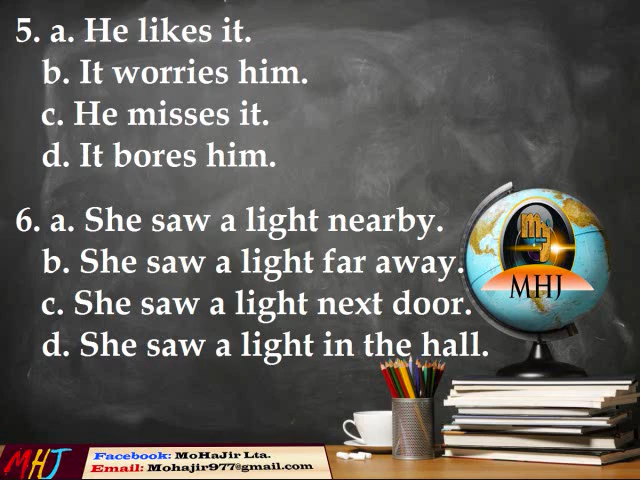 5. a. He likes it.
b. It worries him.
c. He misses it.
d. It bores him.
6. a. She saw a light nearby.
b. She saw a light far away.
c. She saw a light next door.
d. She saw a light in the hall.
MHJ
MHJ
Facebook: MoHaJir Lta.
Email: Mohajir977@gmail.com